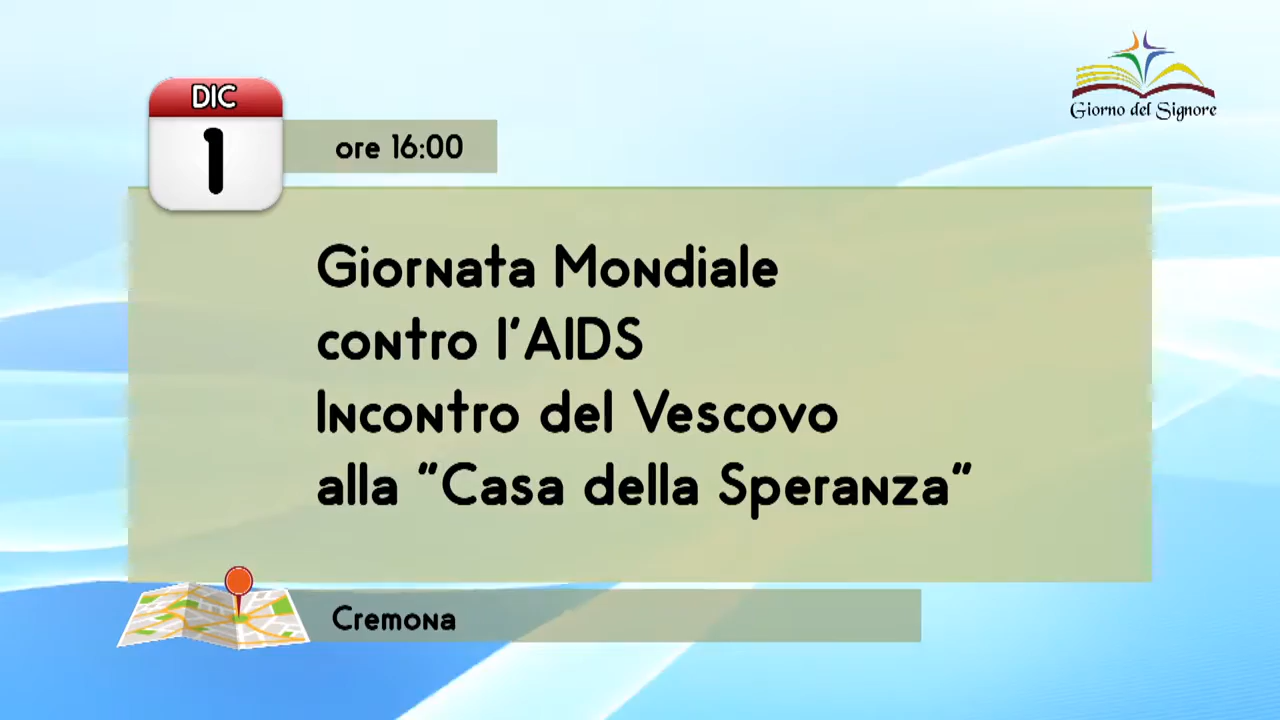 DIC
1
ore 16:00
Giorno del Signore
Giornata Mondiale
contro l'AIDS
Incontro del Vescovo
alla "Casa della Speranza"
Cremona